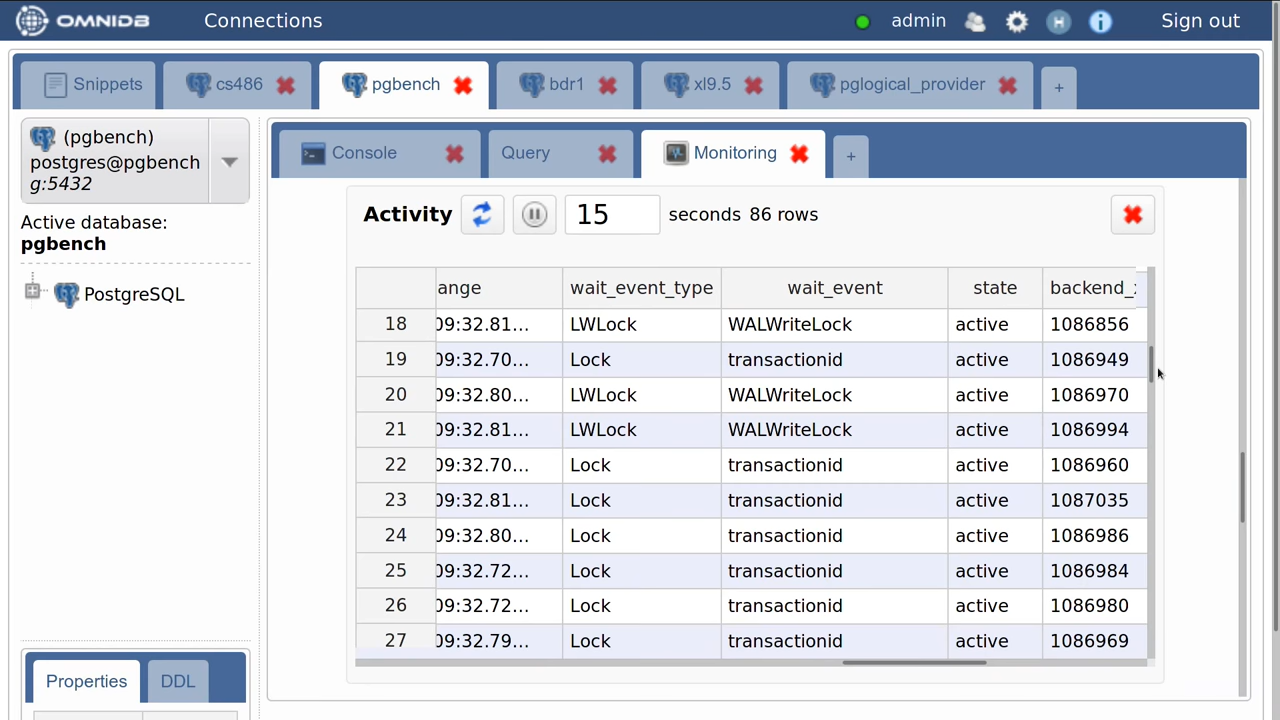 OMNIDB Connections admin H i Sign out
Snippets cs486 pgbench bdr1 xl9.5 pglogical_provider +
(pgbench)
postgres@pgbench
g:5432
Active database:
pgbench
PostgreSQL
Properties DDL
Console Query Monitoring +
Activity 15 seconds 86 rows
ange wait_event_type wait_event state backend_
18 09:32.81... LWLock WALWriteLock active 1086856
19 09:32.70... Lock transactionid active 1086949
20 09:32.80... LWLock WALWriteLock active 1086970
21 09:32.81... LWLock WALWriteLock active 1086994
22 09:32.70... Lock transactionid active 1086960
23 09:32.81... Lock transactionid active 1087035
24 09:32.80... Lock transactionid active 1086986
25 09:32.72... Lock transactionid active 1086984
26 09:32.72... Lock transactionid active 1086980
27 09:32.79... Lock transactionid active 1086969